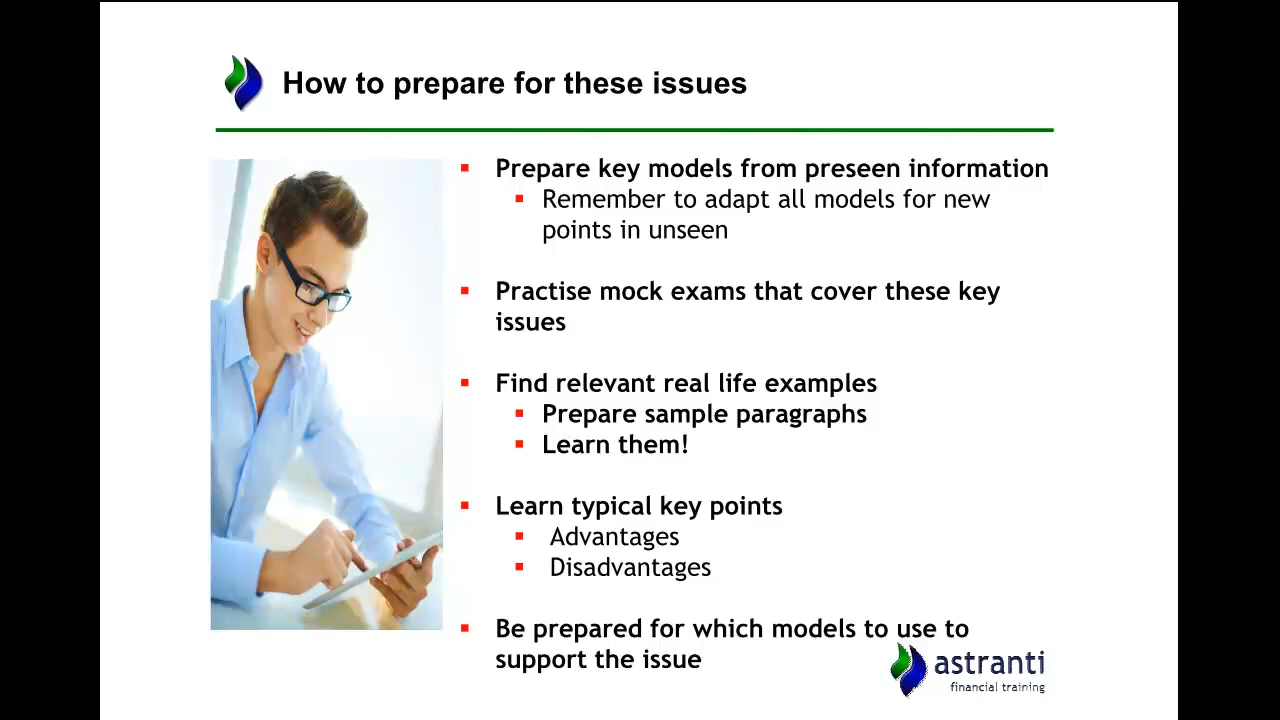 How to prepare for these issues
Prepare key models from preseen information
Remember to adapt all models for new
points in unseen
Practise mock exams that cover these key
issues
Find relevant real life examples
Prepare sample paragraphs
Learn them!
Learn typical key points
Advantages
Disadvantages
Be prepared for which models to use to
support the issue
astranti
financial training